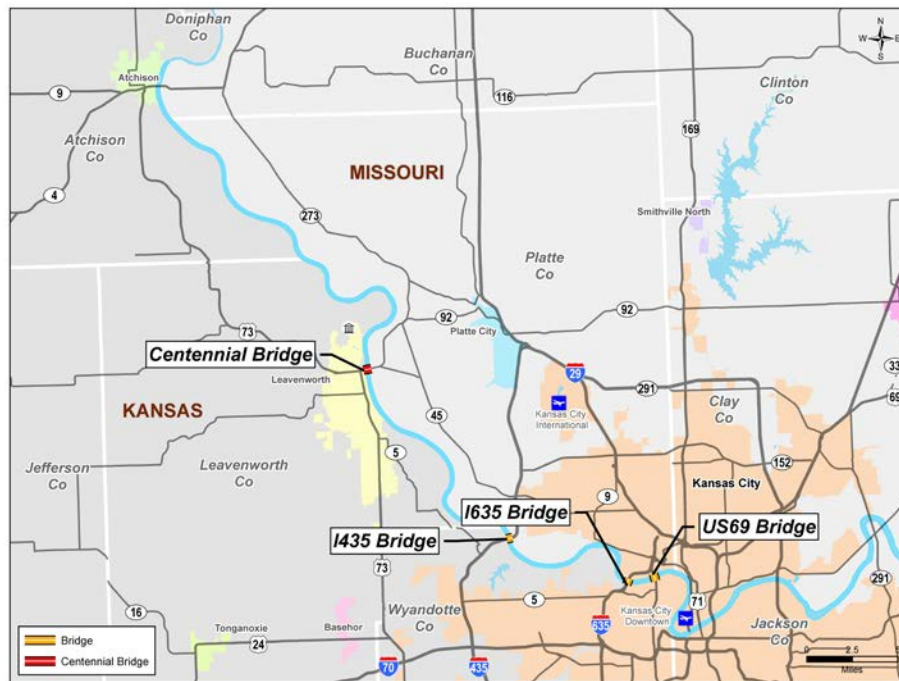 Doniphan
Co
Buchanan
Co
N
W E
S
Atchison
Clinton
Co
9
116
169
Atchison
Co
MISSOURI
4
273
Smithville North
Platte
Co
73
92
92
Platte City
Centennial Bridge
Leavenworth
29
291
33
69
KANSAS
Kansas City
International
Clay
Co
45
5
152
Jefferson
Co
Leavenworth
Co
9
Kansas City
I635 Bridge
US69 Bridge
I435 Bridge
73
291
16
Wyandotte
Co
5
Kansas City
Downtown
71
Tonganoxie
Basehor
635
Jackson
Co
24
70
435
0 2.5 5
Miles
Bridge
Centennial Bridge